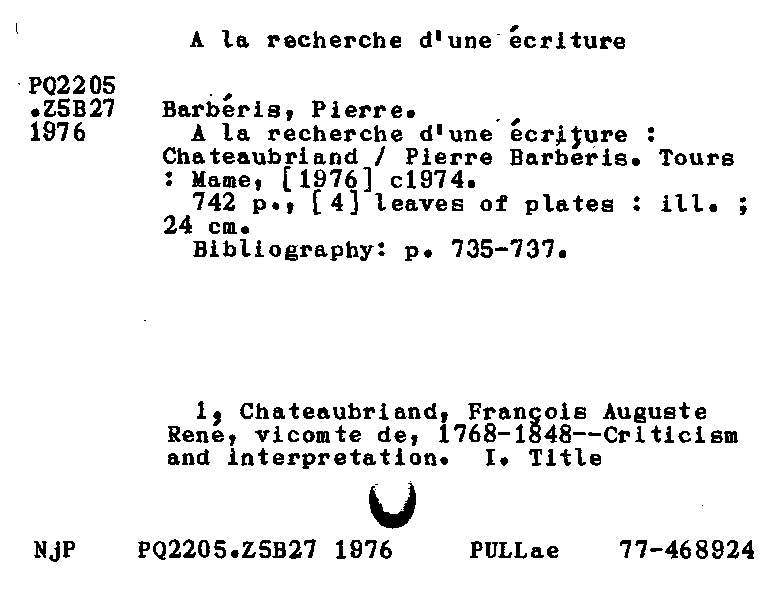 A la recherche d'une écriture
PQ2205
.Z5B27
1976
Barbéris, Pierre.
A la recherche d'une écriture :
Chateaubriand / Pierre Barbéris. Tours
: Mame, [1976] c1974.
742 p., [4] leaves of plates : ill. ;
24 cm.
Bibliography: p. 735-737.
1, Chateaubriand, François Auguste
René, vicomte de, 1768-1848--Criticism
and interpretation. I. Title
NjP PQ2205.Z5B27 1976 PULLae 77-468924